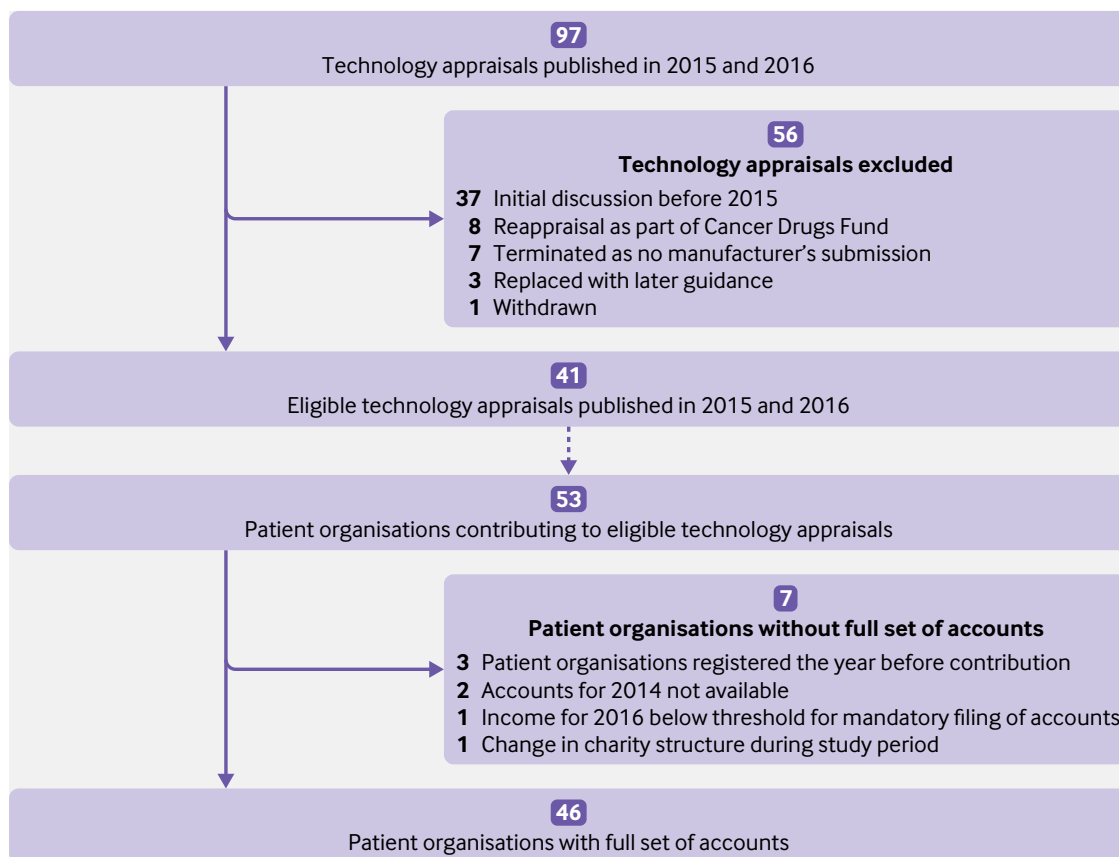 97
Technology appraisals published in 2015 and 2016
56
Technology appraisals excluded
37 Initial discussion before 2015
8 Reappraisal as part of Cancer Drugs Fund
7 Terminated as no manufacturer’s submission
3 Replaced with later guidance
1 Withdrawn
41
Eligible technology appraisals published in 2015 and 2016
53
Patient organisations contributing to eligible technology appraisals
7
Patient organisations without full set of accounts
3 Patient organisations registered the year before contribution
2 Accounts for 2014 not available
1 Income for 2016 below threshold for mandatory filing of accounts
1 Change in charity structure during study period
46
Patient organisations with full set of accounts